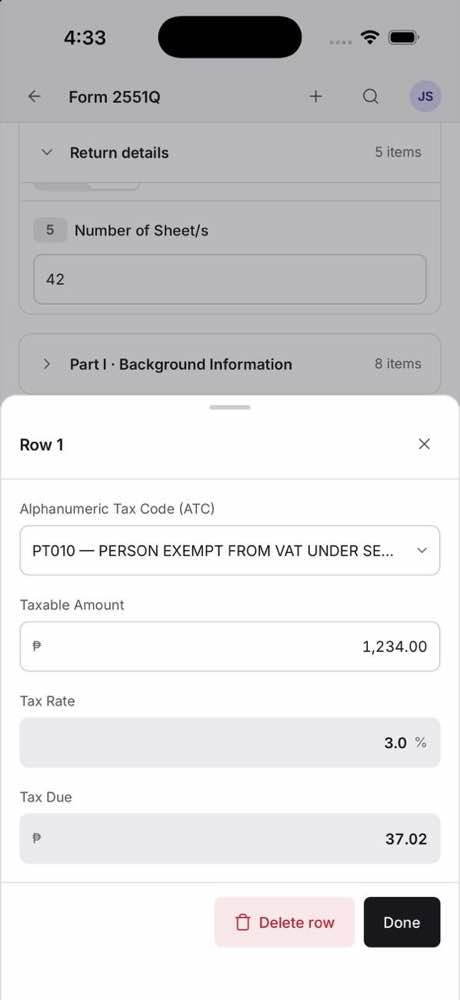 4:33
Form 2551Q
JS
Return details
5 items
5 Number of Sheet/s
42
Part I · Background Information
8 items
Row 1
Alphanumeric Tax Code (ATC)
PT010 — PERSON EXEMPT FROM VAT UNDER SE...
Taxable Amount
₱ 1,234.00
Tax Rate
3.0 %
Tax Due
₱ 37.02
Delete row
Done